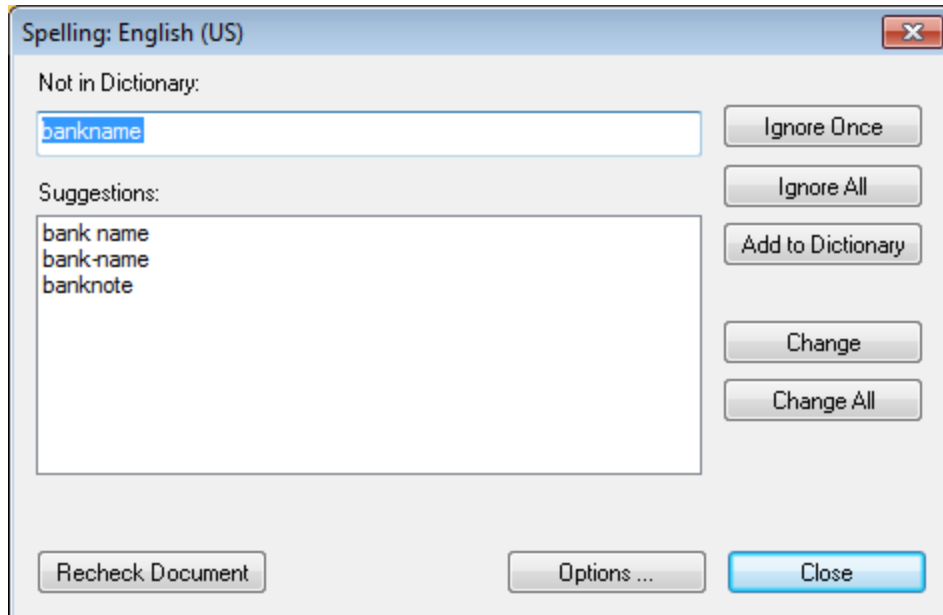 Spelling: English (US)
Not in Dictionary:
bankname
Ignore Once
Suggestions:
Ignore All
bank name
bank-name
banknote
Add to Dictionary
Change
Change All
Recheck Document
Options ...
Close